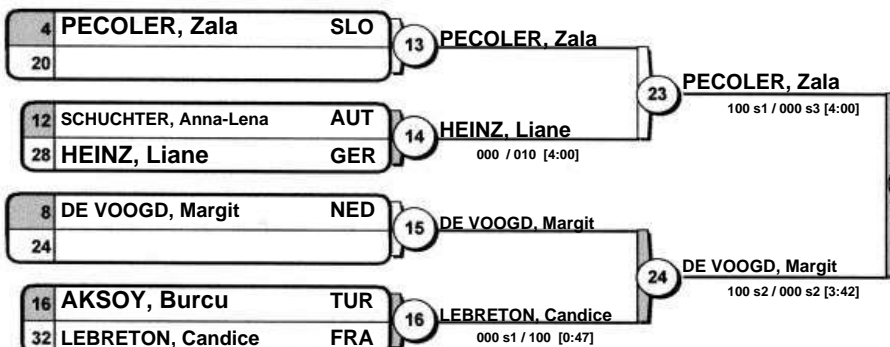 4 PECOLER, Zala SLO
20
13 PECOLER, Zala
12 SCHUCHTER, Anna-Lena AUT
28 HEINZ, Liane GER
14 HEINZ, Liane
000 / 010 [4:00]
23 PECOLER, Zala
100 s1 / 000 s3 [4:00]
8 DE VOOGD, Margit NED
24
15 DE VOOGD, Margit
16 AKSOY, Burcu TUR
32 LEBRETON, Candice FRA
16 LEBRETON, Candice
000 s1 / 100 [0:47]
24 DE VOOGD, Margit
100 s2 / 000 s2 [3:42]